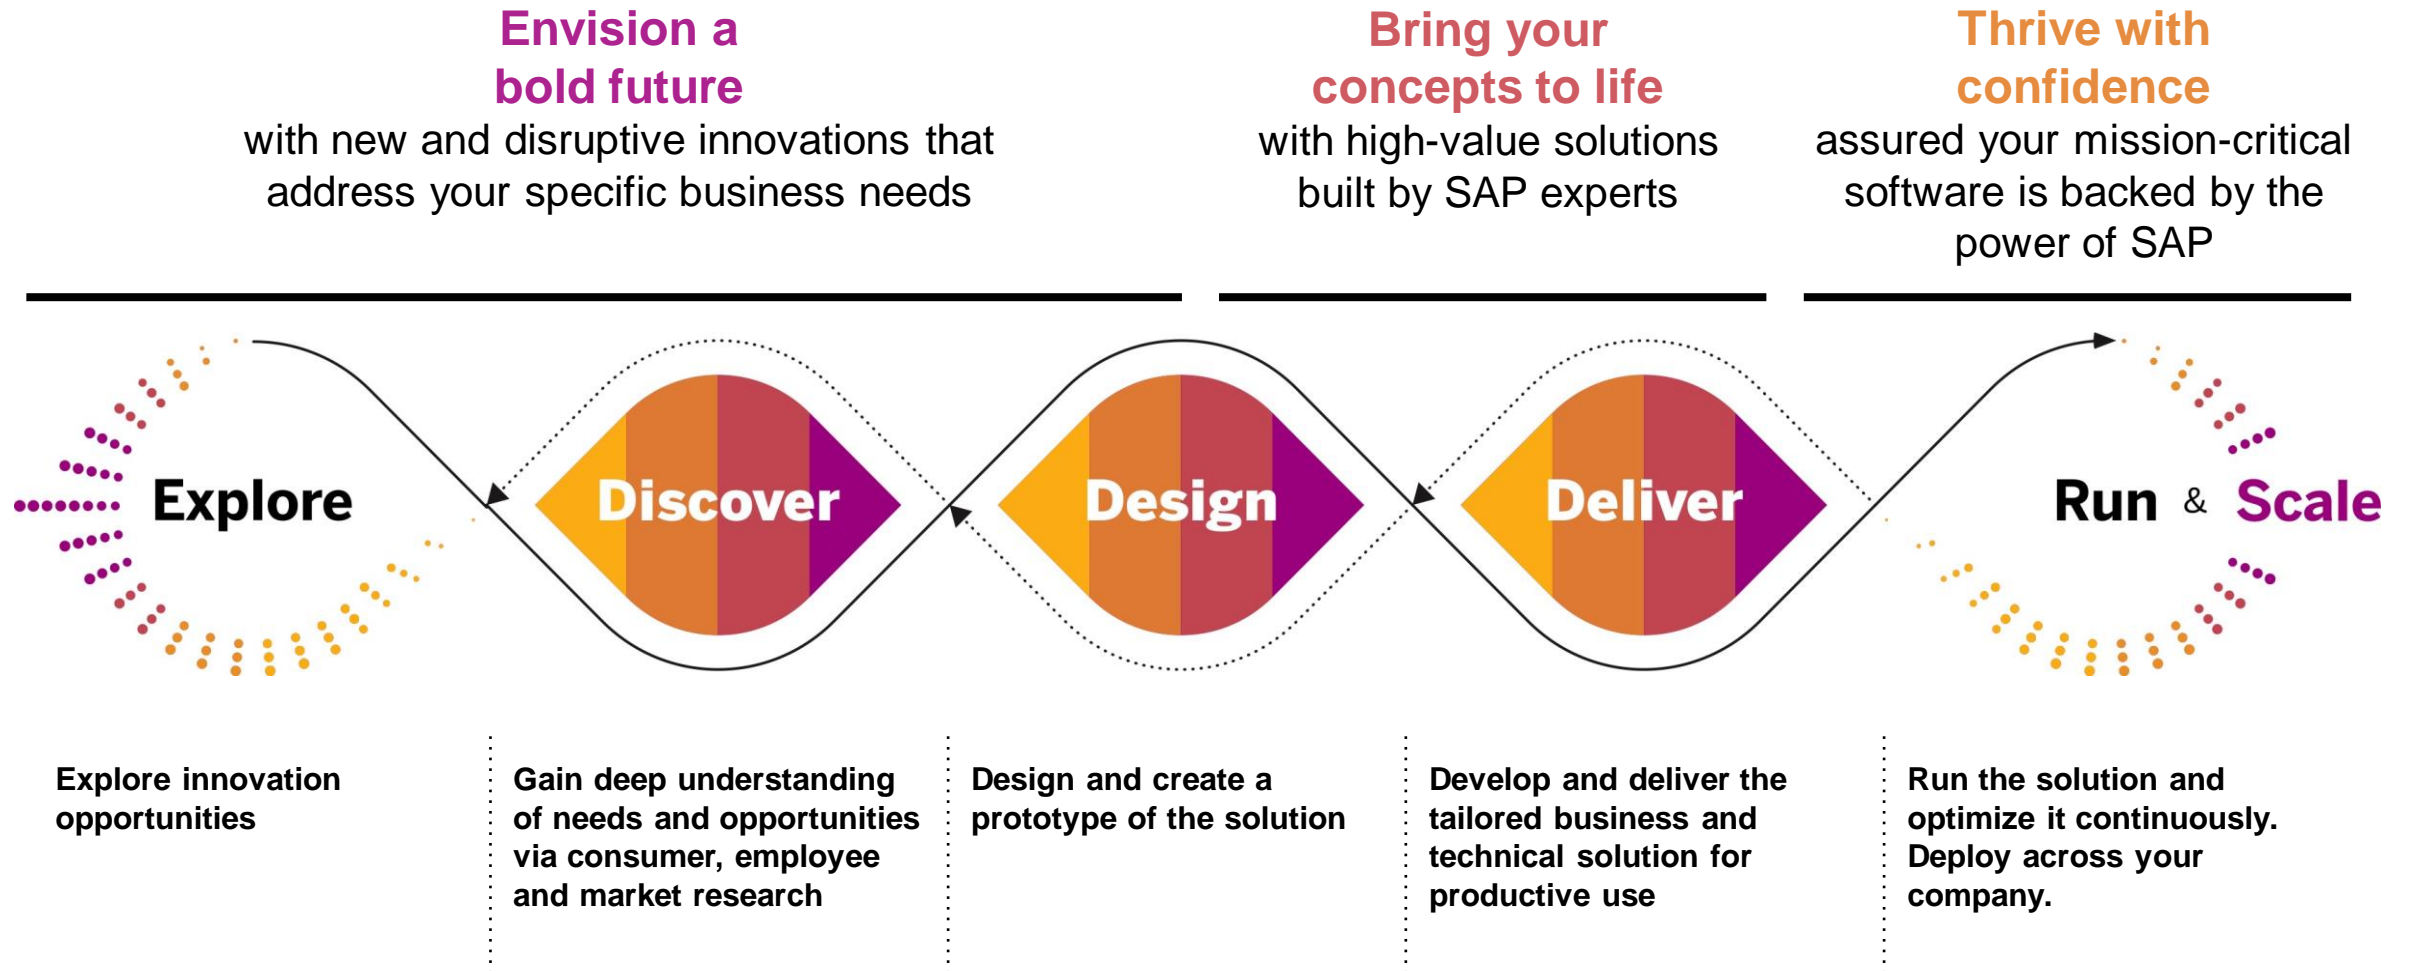 Envision a
bold future
with new and disruptive innovations that
address your specific business needs
Bring your
concepts to life
with high-value solutions
built by SAP experts
Thrive with
confidence
assured your mission-critical
software is backed by the
power of SAP
Explore
Discover
Design
Deliver
Run & Scale
Explore innovation
opportunities
Gain deep understanding
of needs and opportunities
via consumer, employee
and market research
Design and create a
prototype of the solution
Develop and deliver the
tailored business and
technical solution for
productive use
Run the solution and
optimize it continuously.
Deploy across your
company.